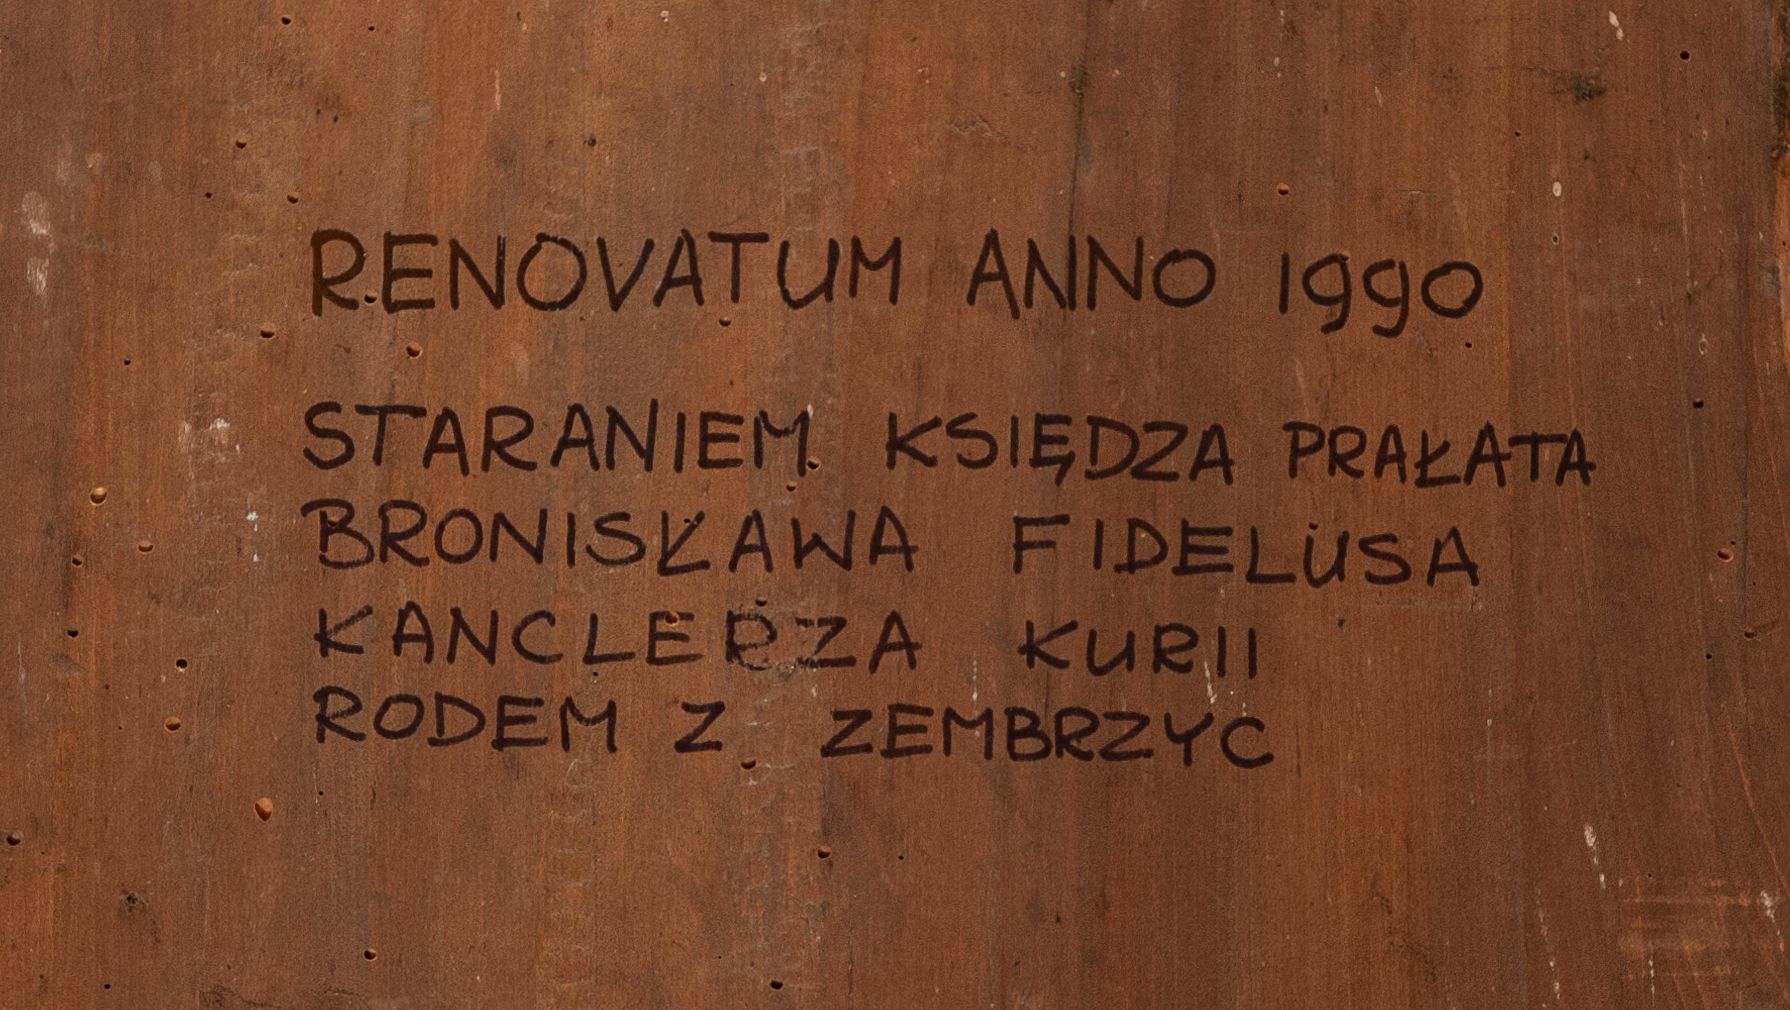 RENOVATUM ANNO 1990
STARANIEM KSIĘDZA PRAŁATA
BRONISŁAWA FIDELUSA
KANCLERZA KURII
RODEM Z ZEMBRZYC